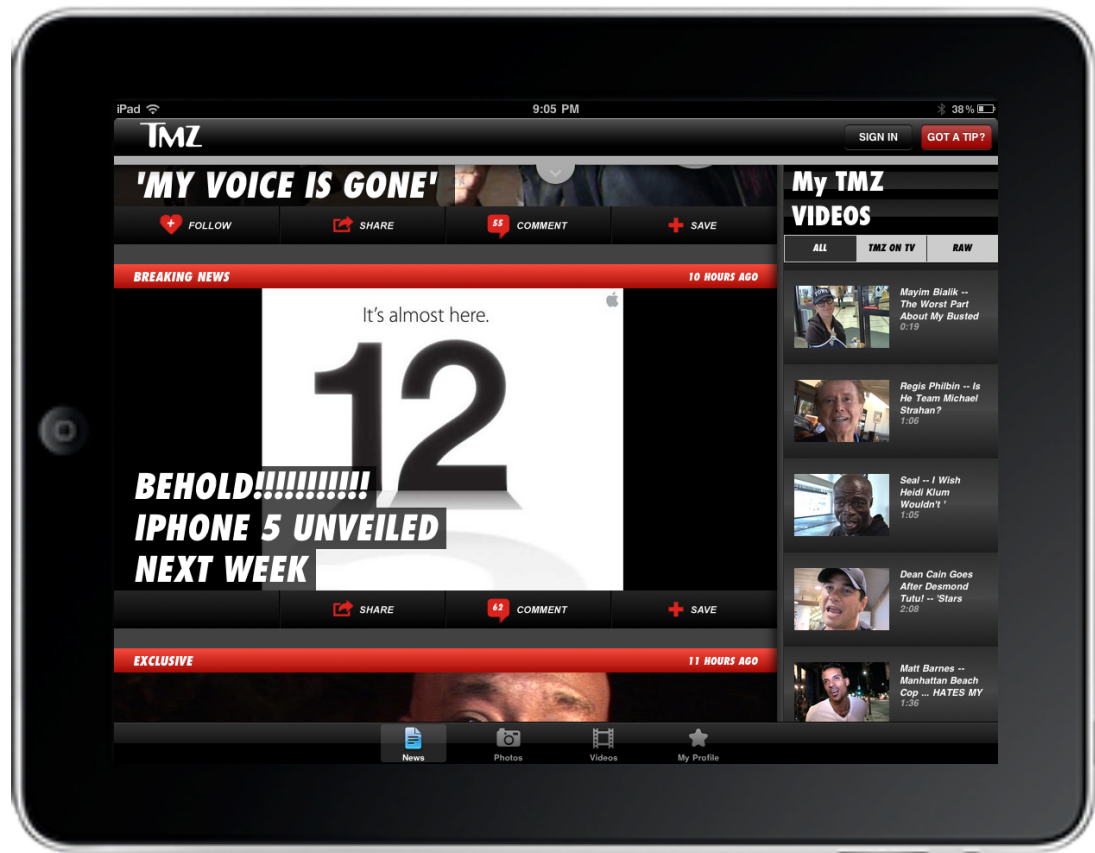 iPad
9:05 PM
38%
TMZ
SIGN IN
GOT A TIP?
'MY VOICE IS GONE'
FOLLOW
SHARE
55
COMMENT
SAVE
BREAKING NEWS
10 HOURS AGO
It's almost here.
12
BEHOLD!!!!!!!!!!!
IPHONE 5 UNVEILED
NEXT WEEK
SHARE
62
COMMENT
SAVE
EXCLUSIVE
11 HOURS AGO
My TMZ
VIDEOS
ALL
TMZ ON TV
RAW
Mayim Bialik --
The Worst Part
About My Busted
0:19
Regis Philbin -- Is
He Team Michael
Strahan?
1:06
Seal -- I Wish
Heidi Klum
Wouldn't '
1:05
Dean Cain Goes
After Desmond
Tutu! -- 'Stars
2:08
Matt Barnes --
Manhattan Beach
Cop ... HATES MY
1:36
News
Photos
Videos
My Profile